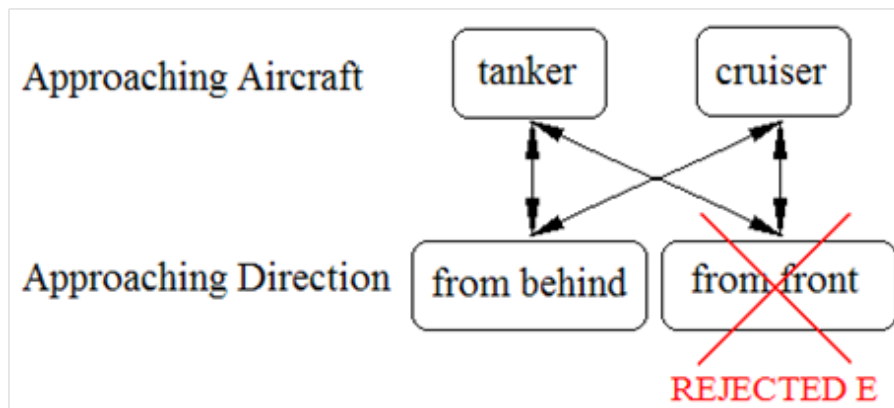 Approaching Aircraft tanker cruiser
Approaching Direction from behind from front
REJECTED E